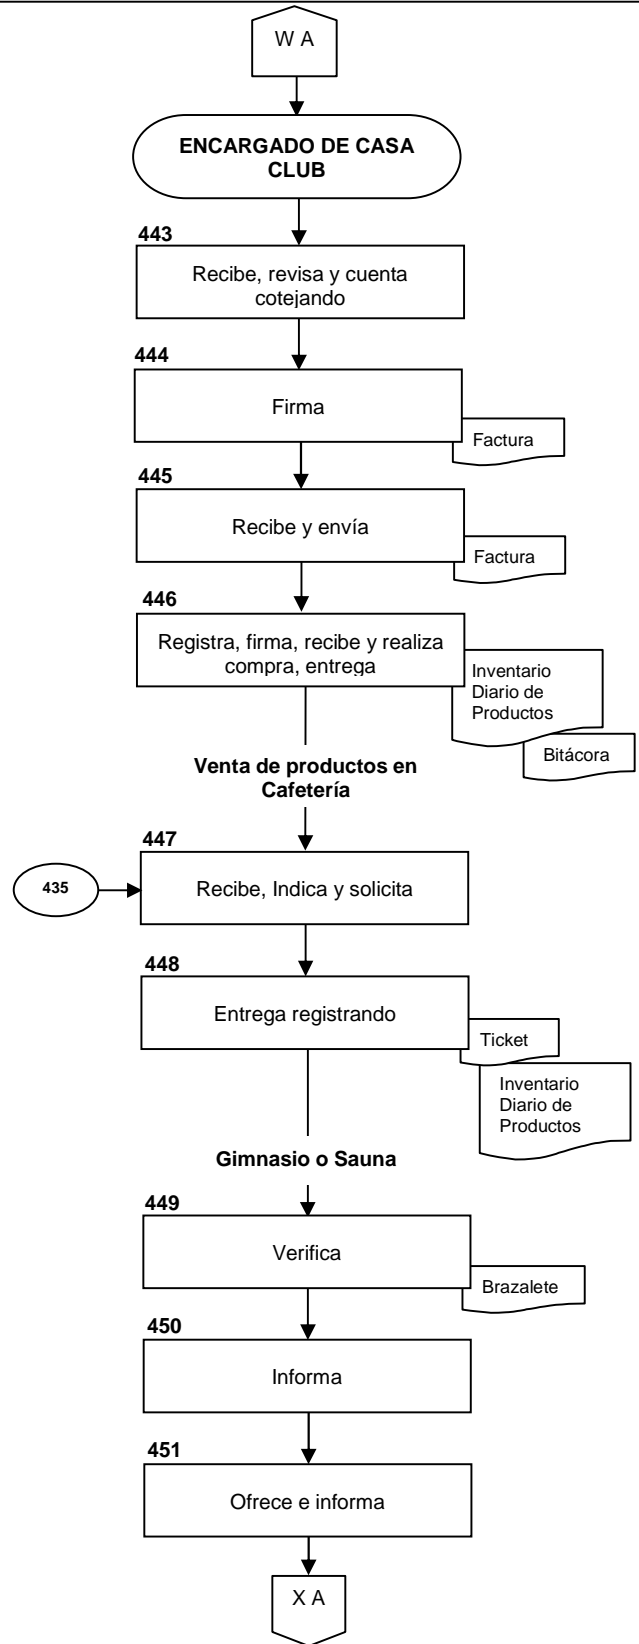 W A
ENCARGADO DE CASA
CLUB
443
Recibe, revisa y cuenta
cotejando
444
Firma
Factura
445
Recibe y envía
Factura
446
Registra, firma, recibe y realiza
compra, entrega
Inventario
Diario de
Productos
Bitácora
Venta de productos en
Cafetería
447
435
Recibe, Indica y solicita
448
Entrega registrando
Ticket
Inventario
Diario de
Productos
Gimnasio o Sauna
449
Verifica
Brazalete
450
Informa
451
Ofrece e informa
X A